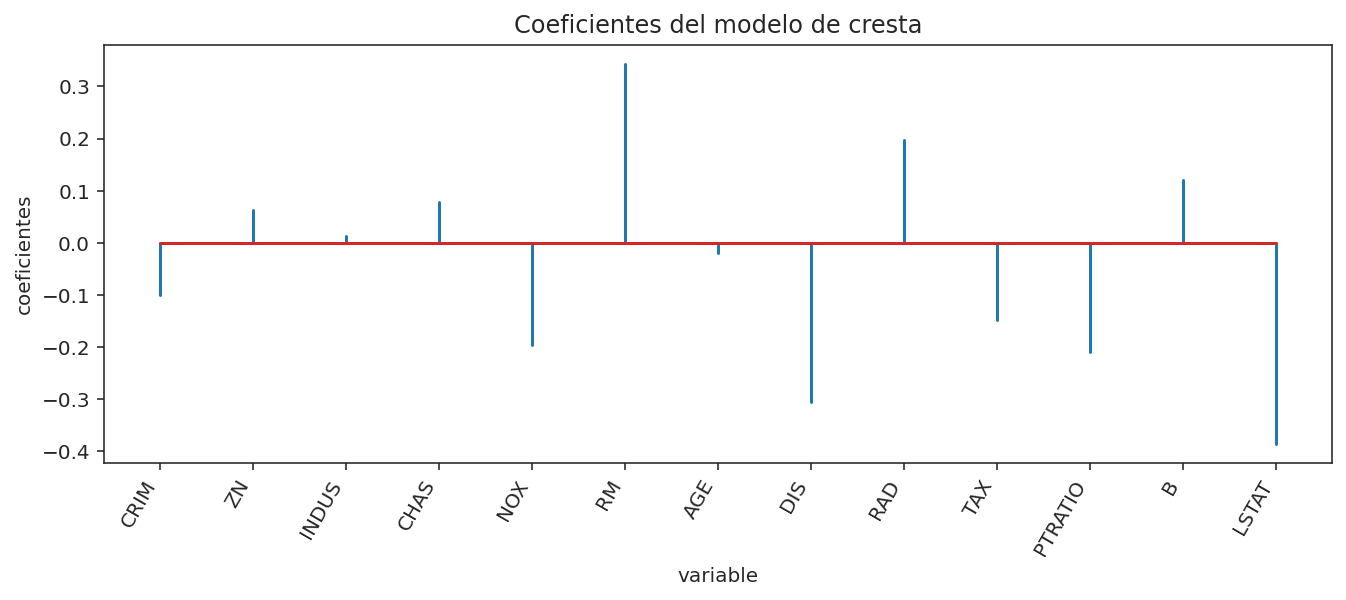 Coeficientes del modelo de cresta
coeficientes
0.3
0.2
0.1
0.0
−0.1
−0.2
−0.3
−0.4
CRIM
ZN
INDUS
CHAS
NOX
RM
AGE
DIS
RAD
TAX
PTRATIO
B
LSTAT
variable